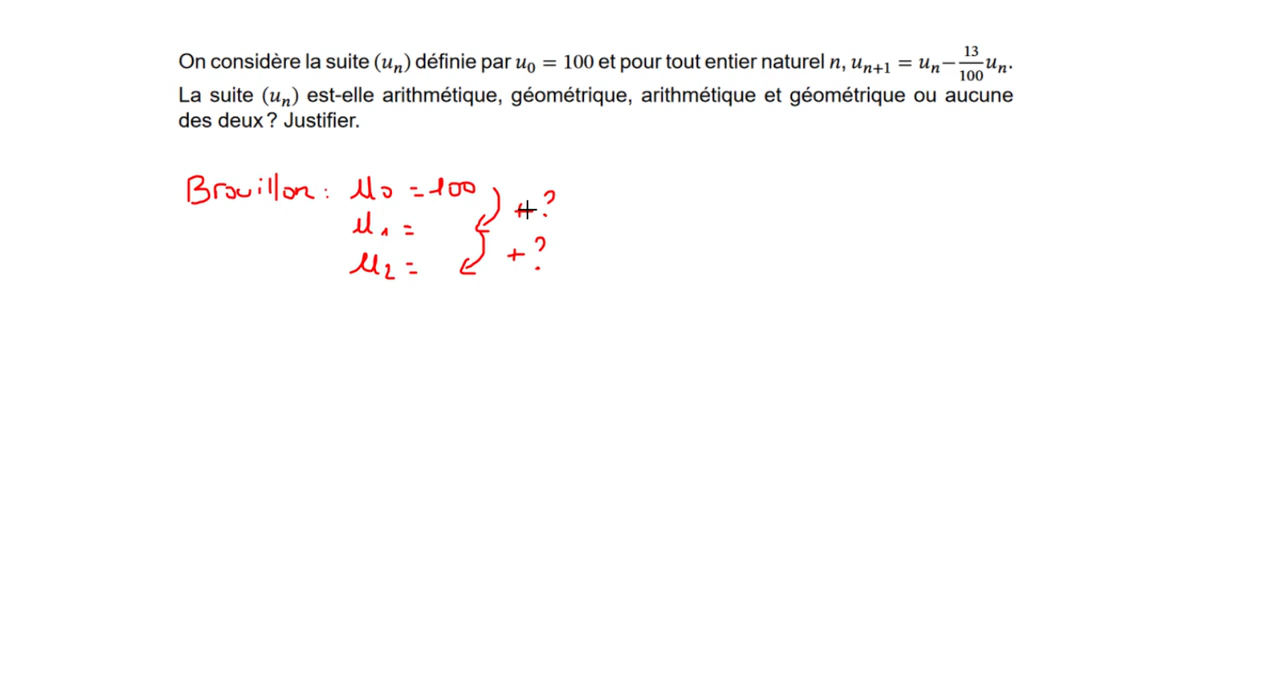 On considère la suite (uₙ) définie par u₀ = 100 et pour tout entier naturel n, uₙ₊₁ = uₙ − 13/100 uₙ.
La suite (uₙ) est-elle arithmétique, géométrique, arithmétique et géométrique ou aucune
des deux ? Justifier.
Brouillon : u₀ = 100
+ ?
u₁ =
+ ?
u₂ =